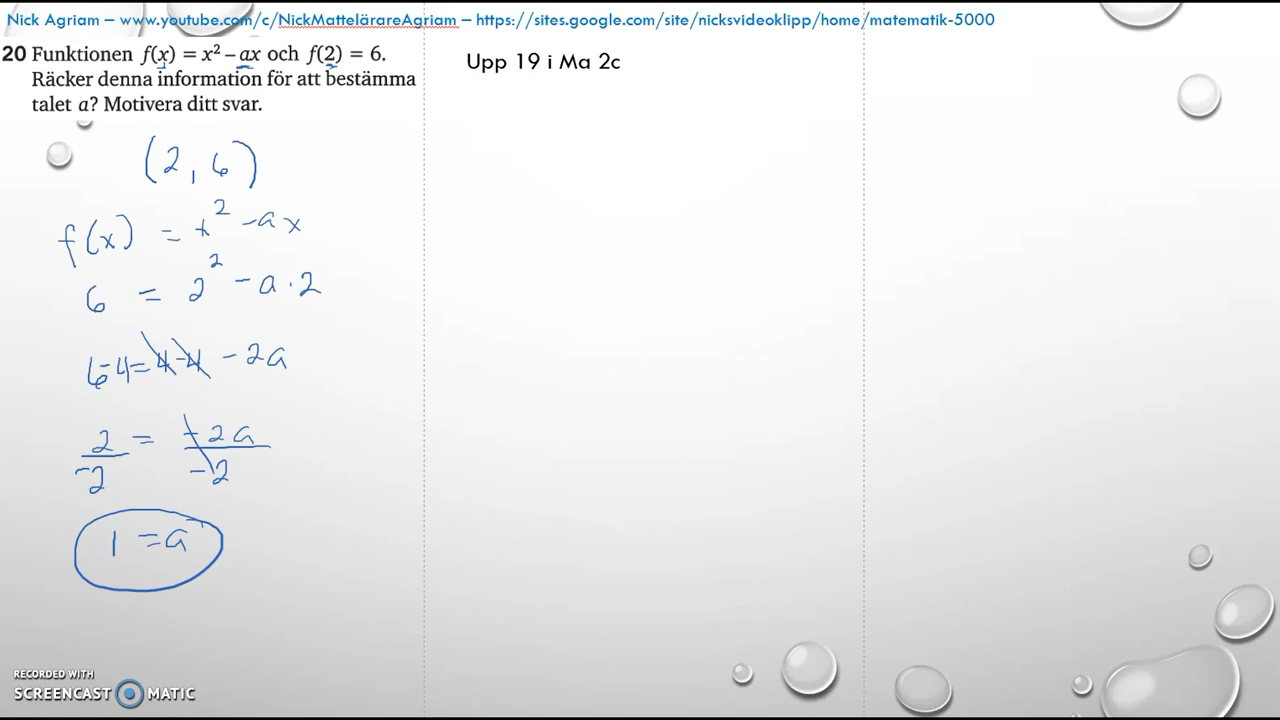 Nick Agriam – www.youtube.com/c/NickMattelärareAgriam – https://sites.google.com/site/nicksvideoklipp/home/matematik-5000
20 Funktionen f(x) = x² – ax och f(2) = 6.
Räcker denna information för att bestämma
talet a? Motivera ditt svar.
(2, 6)
f(x) = x² - ax
6 = 2² - a · 2
6-4=4-4 - 2a
2/-2 = -2a/-2
1 = a
Upp 19 i Ma 2c
RECORDED WITH
SCREENCAST MATIC